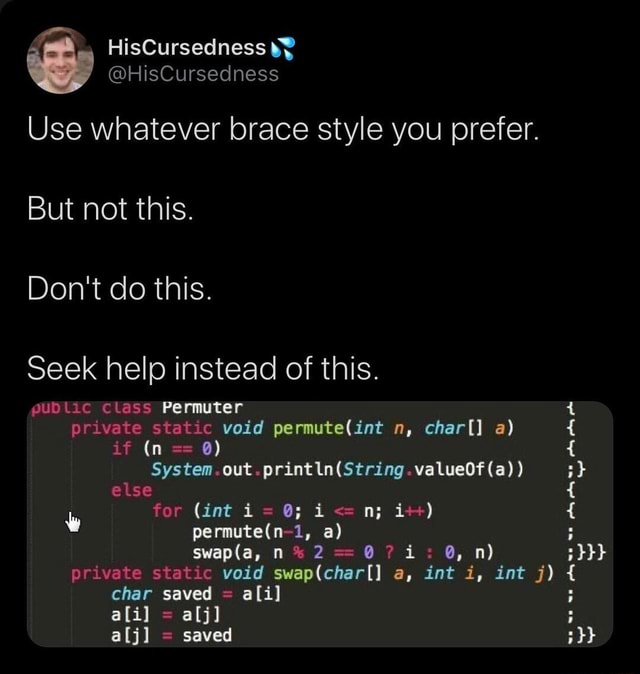 HisCursedness 💦
@HisCursedness
Use whatever brace style you prefer.
But not this.
Don't do this.
Seek help instead of this.
public class Permuter {
private static void permute(int n, char[] a) {
if (n == 0) {
System.out.println(String.valueOf(a)) ;}
else {
for (int i = 0; i <= n; i++) {
permute(n-1, a) ;
swap(a, n % 2 == 0 ? i : 0, n) ;}}}
private static void swap(char[] a, int i, int j) {
char saved = a[i] ;
a[i] = a[j] ;
a[j] = saved ;}}